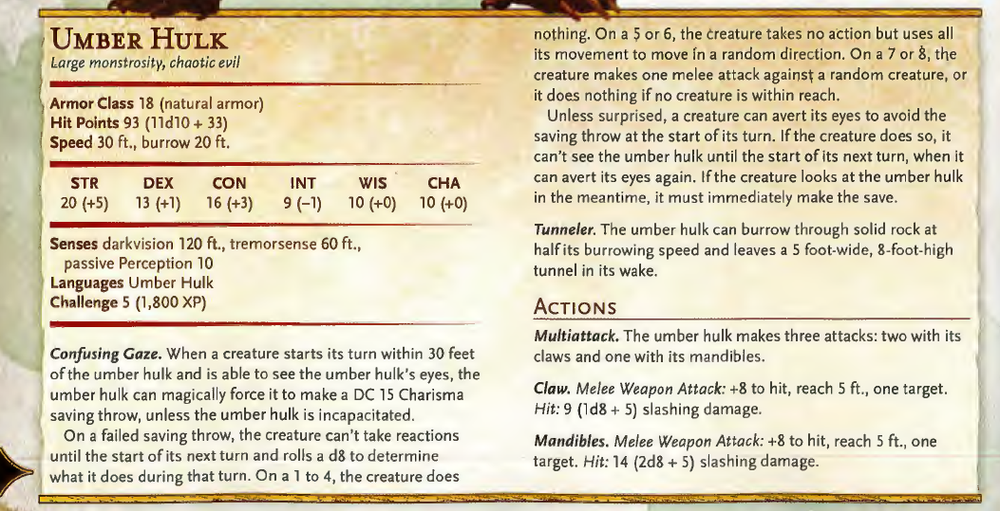 UMBER HULK
Large monstrosity, chaotic evil
Armor Class 18 (natural armor)
Hit Points 93 (11d10 + 33)
Speed 30 ft., burrow 20 ft.
STR DEX CON INT WIS CHA
20 (+5) 13 (+1) 16 (+3) 9 (–1) 10 (+0) 10 (+0)
Senses darkvision 120 ft., tremorsense 60 ft.,
passive Perception 10
Languages Umber Hulk
Challenge 5 (1,800 XP)
Confusing Gaze. When a creature starts its turn within 30 feet
of the umber hulk and is able to see the umber hulk's eyes, the
umber hulk can magically force it to make a DC 15 Charisma
saving throw, unless the umber hulk is incapacitated.
On a failed saving throw, the creature can't take reactions
until the start of its next turn and rolls a d8 to determine
what it does during that turn. On a 1 to 4, the creature does
nothing. On a 5 or 6, the creature takes no action but uses all
its movement to move in a random direction. On a 7 or 8, the
creature makes one melee attack against a random creature, or
it does nothing if no creature is within reach.
Unless surprised, a creature can avert its eyes to avoid the
saving throw at the start of its turn. If the creature does so, it
can't see the umber hulk until the start of its next turn, when it
can avert its eyes again. If the creature looks at the umber hulk
in the meantime, it must immediately make the save.
Tunneler. The umber hulk can burrow through solid rock at
half its burrowing speed and leaves a 5 foot-wide, 8-foot-high
tunnel in its wake.
ACTIONS
Multiattack. The umber hulk makes three attacks: two with its
claws and one with its mandibles.
Claw. Melee Weapon Attack: +8 to hit, reach 5 ft., one target.
Hit: 9 (1d8 + 5) slashing damage.
Mandibles. Melee Weapon Attack: +8 to hit, reach 5 ft., one
target. Hit: 14 (2d8 + 5) slashing damage.